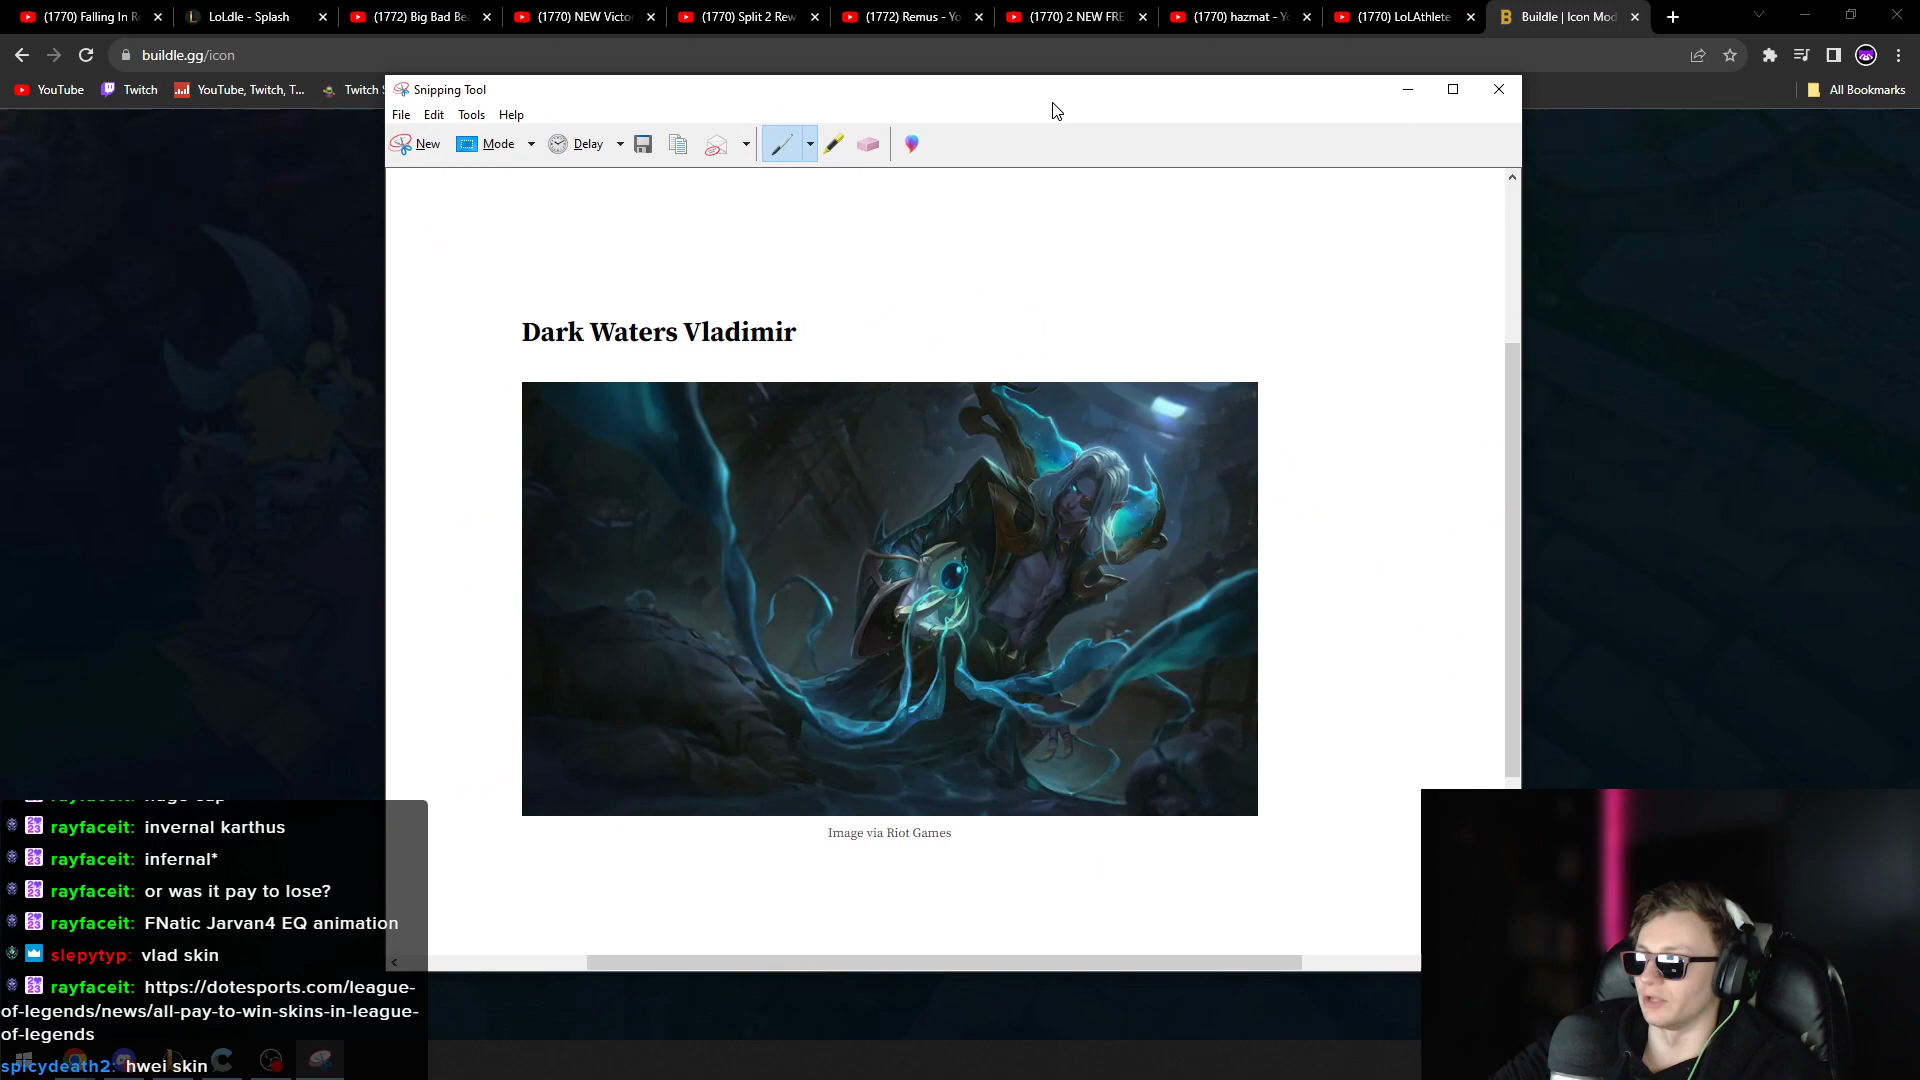 (1770) Falling In R
LoLdle - Splash
(1772) Big Bad Be
(1770) NEW Victo
(1770) Split 2 Rew
(1772) Remus - Yo
(1770) 2 NEW FRE
(1770) hazmat - Y
(1770) LoLAthlete
Buildle | Icon Mod
buildle.gg/icon
YouTube
Twitch
YouTube, Twitch, T...
Twitch S
All Bookmarks
Snipping Tool
File Edit Tools Help
New Mode Delay
Dark Waters Vladimir
Image via Riot Games
rayfaceit: huge cap
rayfaceit: invernal karthus
rayfaceit: infernal*
rayfaceit: or was it pay to lose?
rayfaceit: FNatic Jarvan4 EQ animation
slepytyp: vlad skin
rayfaceit: https://dotesports.com/league-
of-legends/news/all-pay-to-win-skins-in-league-
of-legends
spicydeath2: hwei skin